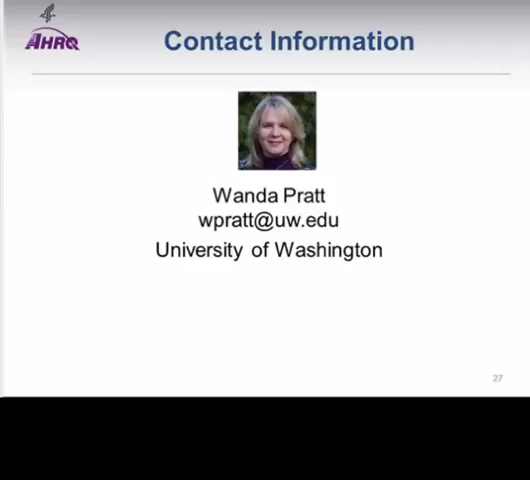 AHRQ
Contact Information
Wanda Pratt
wpratt@uw.edu
University of Washington
27